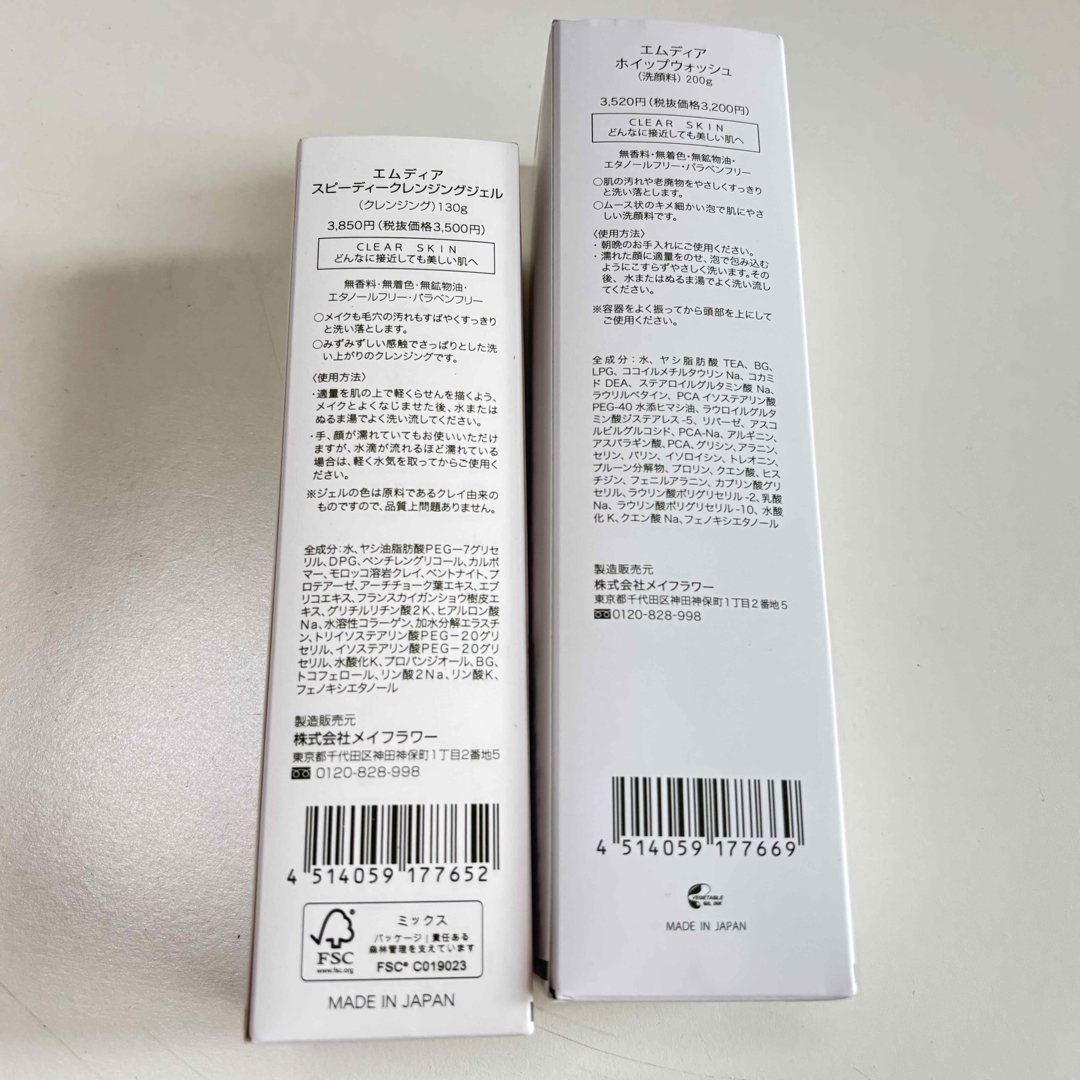 エムディア
スピーディークレンジングジェル
(クレンジング)130g
3,850円(税抜価格3,500円)
CLEAR SKIN
どんなに接近しても美しい肌へ
無香料・無着色・無鉱物油・
エタノールフリー・パラベンフリー
○メイクも毛穴の汚れもすばやくすっきり
と洗い落とします。
○みずみずしい感触でさっぱりとした洗
い上がりのクレンジングです。
〈使用方法〉
・適量を肌の上で軽くらせんを描くよう、
メイクとよくなじませた後、水または
ぬるま湯でよく洗い流してください。
・手、顔が濡れていてもお使いいただけ
ますが、水滴が流れるほど濡れている
場合は、軽く水気を取ってからご使用く
ださい。
※ジェルの色は原料であるクレイ由来の
ものですので、品質上問題ありません。
全成分:水、ヤシ油脂肪酸PEG-7グリセ
リル、DPG、ペンチレングリコール、カルボ
マー、モロッコ溶岩クレイ、ベントナイト、プ
ロテアーゼ、アーチチョーク葉エキス、エブ
リコエキス、フランスカイガンショウ樹皮エ
キス、グリチルリチン酸2K、ヒアルロン酸
Na、水溶性コラーゲン、加水分解エラスチ
ン、トリイソステアリン酸PEG-20グリ
セリル、イソステアリン酸PEG-20グリ
セリル、水酸化K、プロパンジオール、BG、
トコフェロール、リン酸2Na、リン酸K、
フェノキシエタノール
製造販売元
株式会社メイフラワー
東京都千代田区神田神保町1丁目2番地5
0120-828-998
4 514059 177652
FSC
www.fsc.org
ミックス
パッケージ|責任ある
森林管理を支えています
FSC® C019023
MADE IN JAPAN
エムディア
ホイップウォッシュ
(洗顔料) 200g
3,520円(税抜価格3,200円)
CLEAR SKIN
どんなに接近しても美しい肌へ
無香料・無着色・無鉱物油・
エタノールフリー・パラベンフリー
○肌の汚れや老廃物をやさしくすっきり
と洗い落とします。
○ムース状のキメ細かい泡で肌にやさ
しい洗顔料です。
〈使用方法〉
・朝晩のお手入れにご使用ください。
・濡れた顔に適量をのせ、泡で包み込む
ようにこすらずやさしく洗います。その
後、水またはぬるま湯でよく洗い流し
てください。
※容器をよく振ってから頭部を上にして
ご使用ください。
全成分:水、ヤシ脂肪酸 TEA、BG、
LPG、ココイルメチルタウリン Na、コカミ
ド DEA、ステアロイルグルタミン酸 Na、
ラウリルベタイン、PCA イソステアリン酸
PEG-40 水添ヒマシ油、ラウロイルグルタ
ミン酸ジステアレス -5、リパーゼ、アスコ
ルビルグルコシド、PCA-Na、アルギニン、
アスパラギン酸、PCA、グリシン、アラニン、
セリン、バリン、イソロイシン、トレオニン、
プルーン分解物、プロリン、クエン酸、ヒス
チジン、フェニルアラニン、カプリン酸グリ
セリル、ラウリン酸ポリグリセリル -2、乳酸
Na、ラウリン酸ポリグリセリル -10、水酸
化 K、クエン酸 Na、フェノキシエタノール
製造販売元
株式会社メイフラワー
東京都千代田区神田神保町1丁目2番地5
0120-828-998
4 514059 177669
VEGETABLE
OIL INK
MADE IN JAPAN